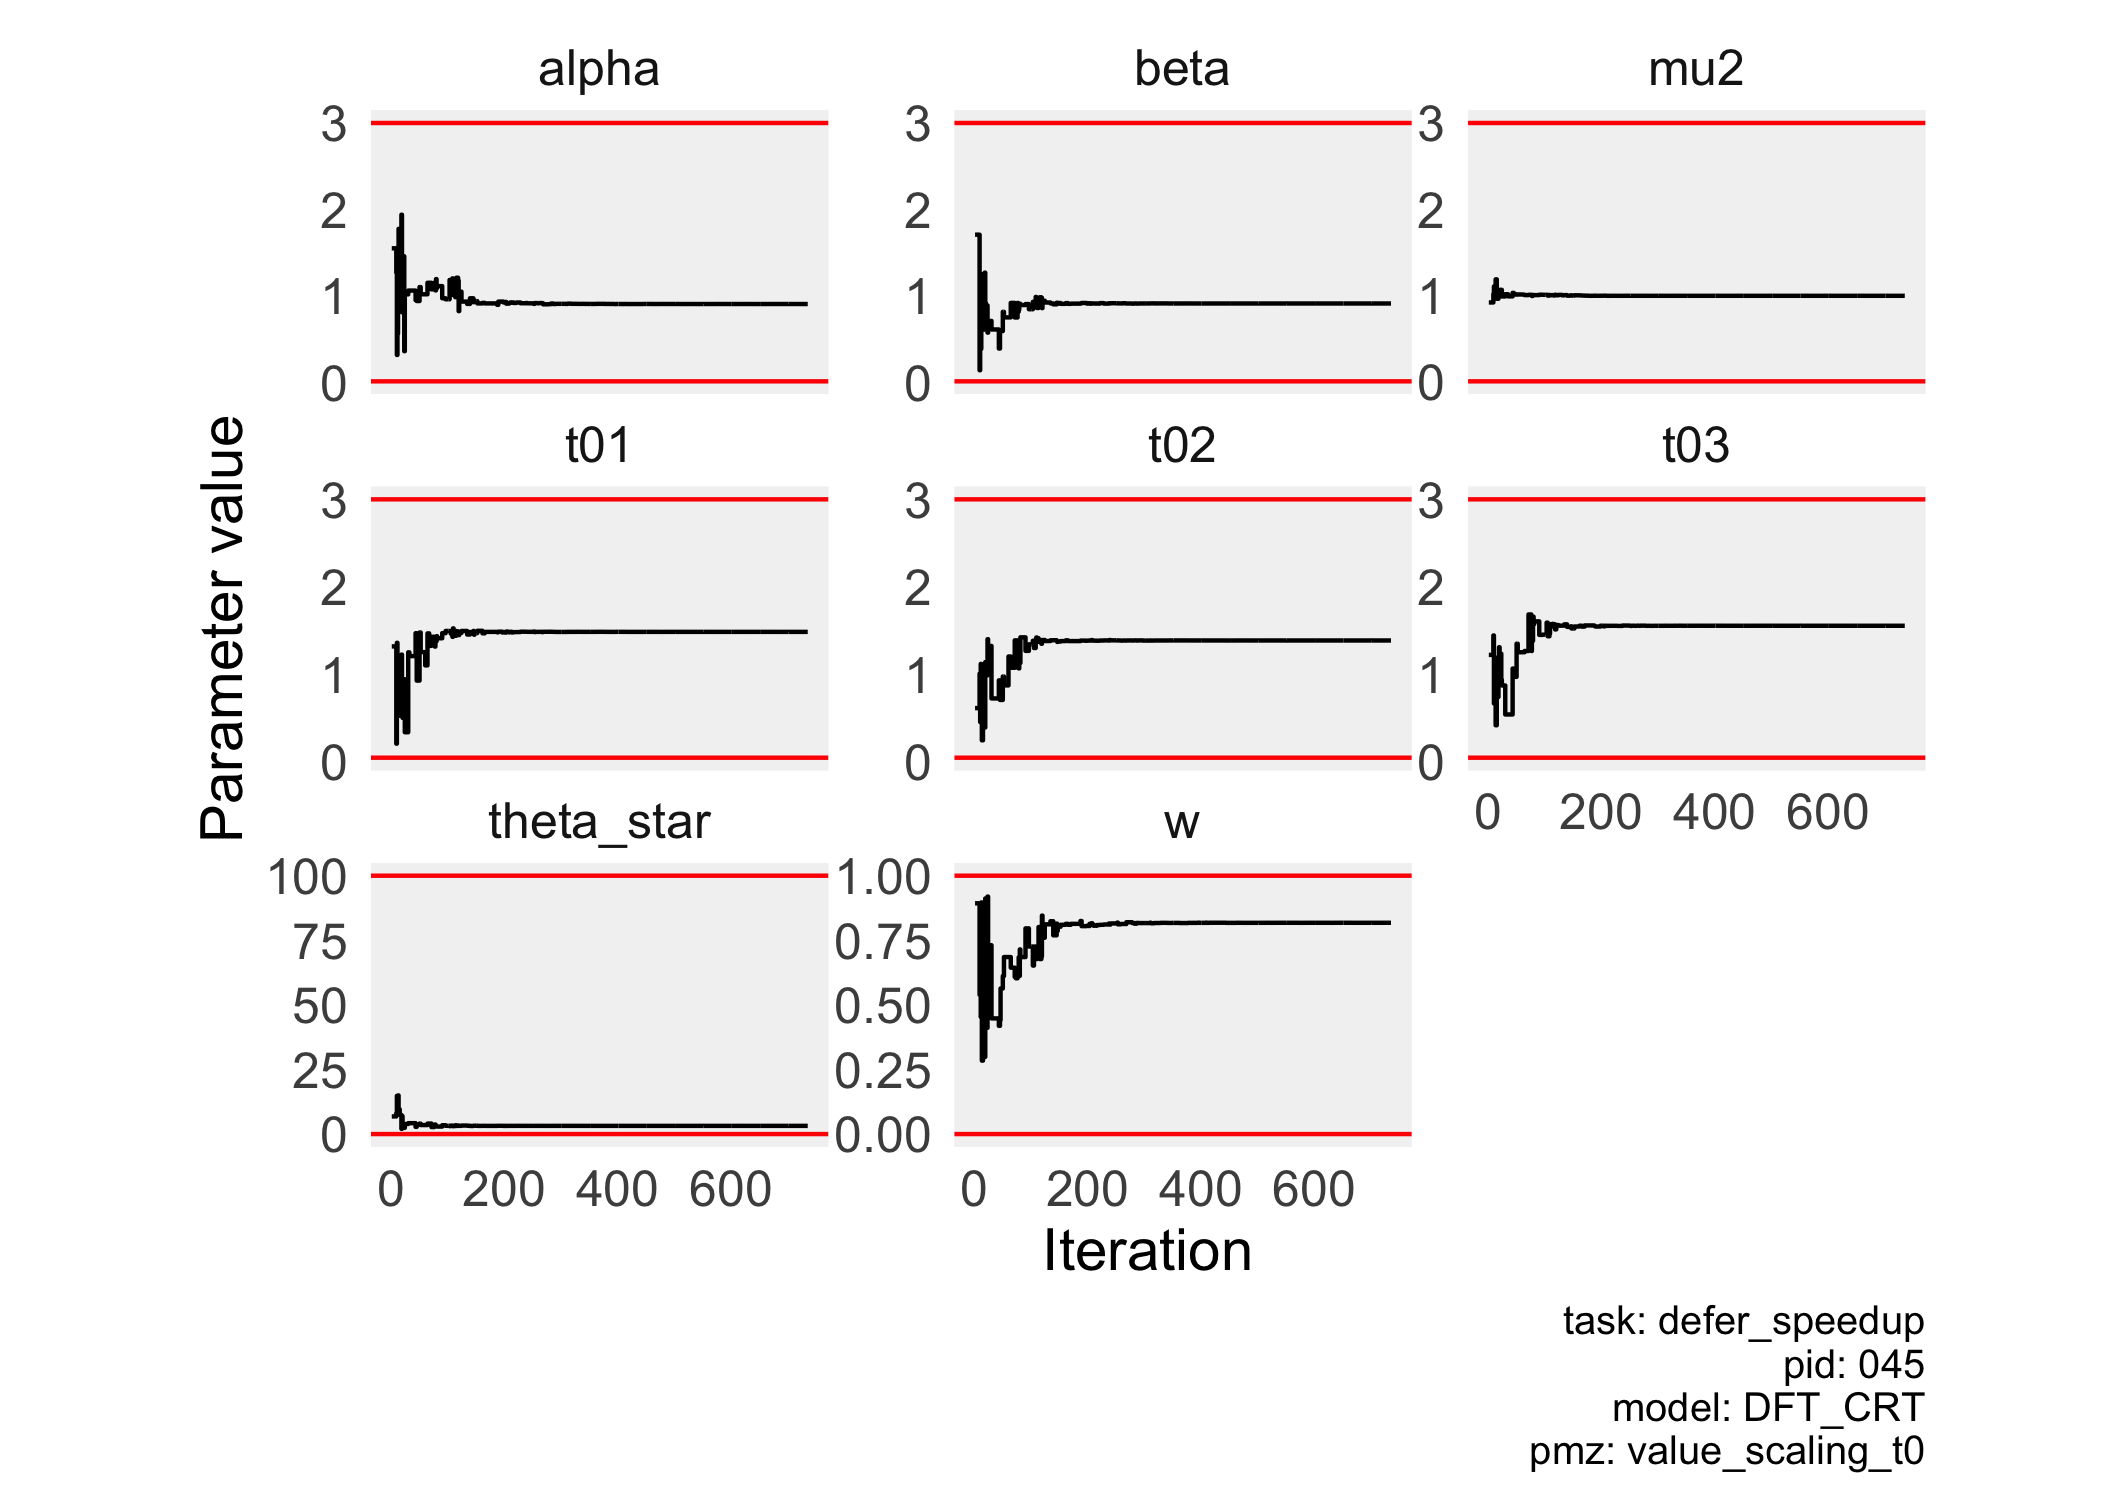 alpha
beta
mu2
3
2
1
0
3
2
1
0
3
2
1
0
t01
t02
t03
3
2
1
0
3
2
1
0
3
2
1
0
0 200 400 600
theta_star
w
100
75
50
25
0
1.00
0.75
0.50
0.25
0.00
0 200 400 600
0 200 400 600
Parameter value
Iteration
task: defer_speedup
pid: 045
model: DFT_CRT
pmz: value_scaling_t0